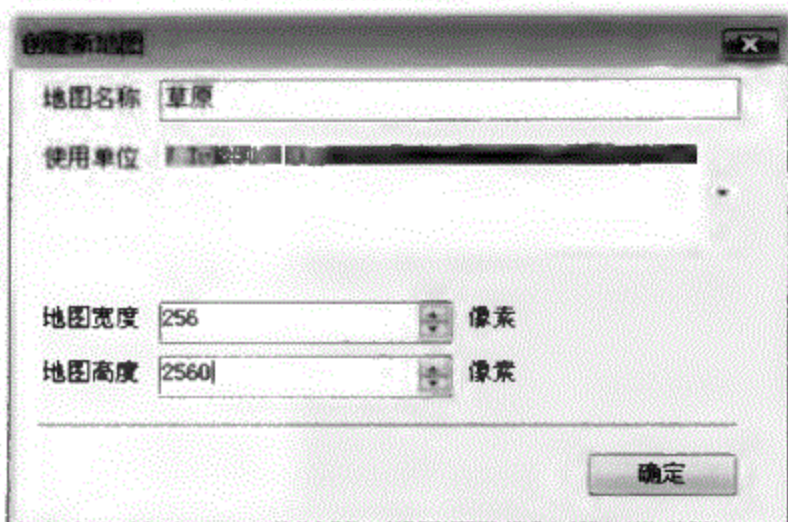 创建新地图
地图名称 草原
使用单位
地图宽度 256 像素
地图高度 2560 像素
确定